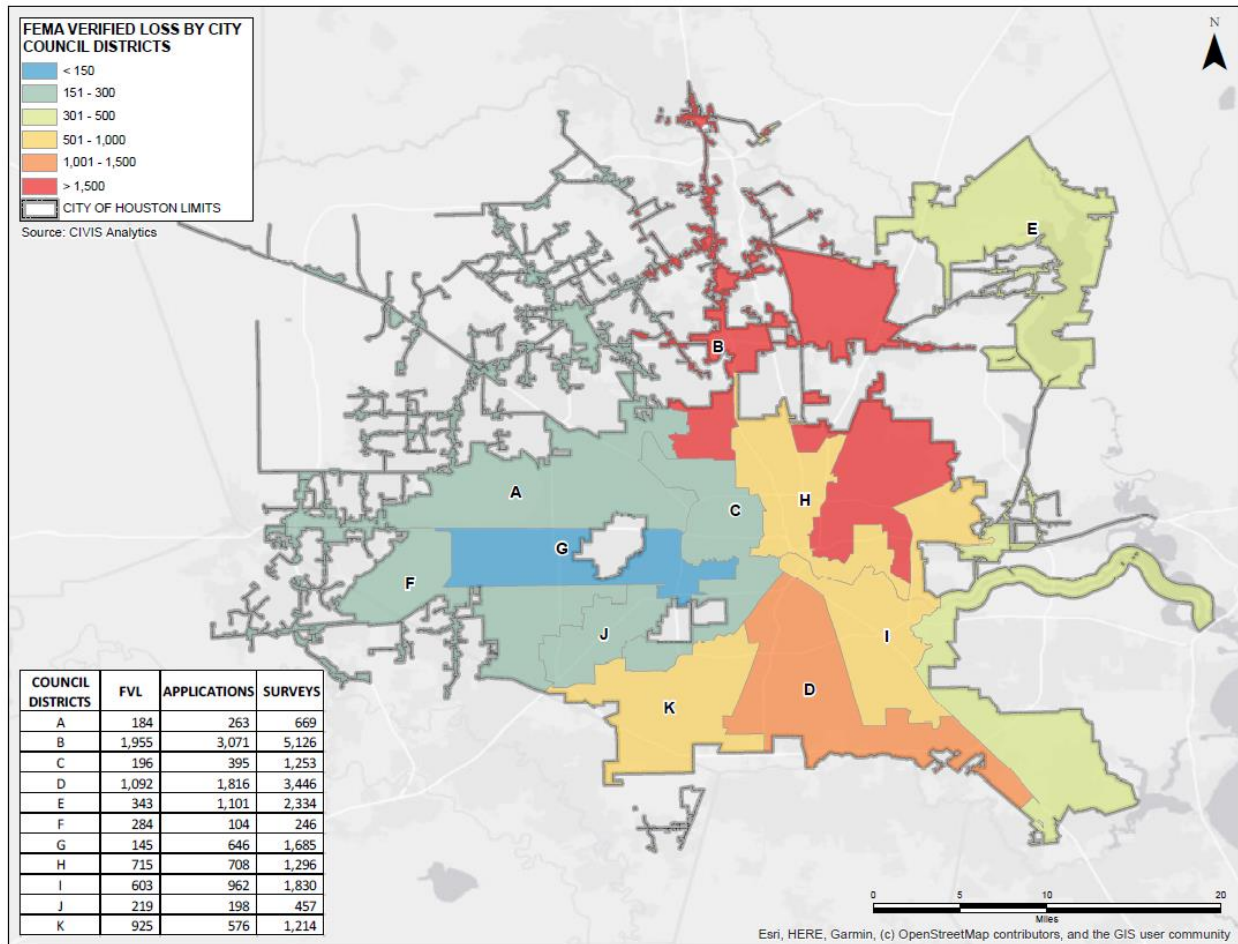 FEMA VERIFIED LOSS BY CITY
COUNCIL DISTRICTS
< 150
151 - 300
301 - 500
501 - 1,000
1,001 - 1,500
> 1,500
CITY OF HOUSTON LIMITS
Source: CIVIS Analytics
N
E
B
A
C
H
G
F
J
I
K
D
COUNCIL DISTRICTS FVL APPLICATIONS SURVEYS
A 184 263 669
B 1,955 3,071 5,126
C 196 395 1,253
D 1,092 1,816 3,446
E 343 1,101 2,334
F 284 104 246
G 145 646 1,685
H 715 708 1,296
I 603 962 1,830
J 219 198 457
K 925 576 1,214
0 5 10 20
Miles
Esri, HERE, Garmin, (c) OpenStreetMap contributors, and the GIS user community